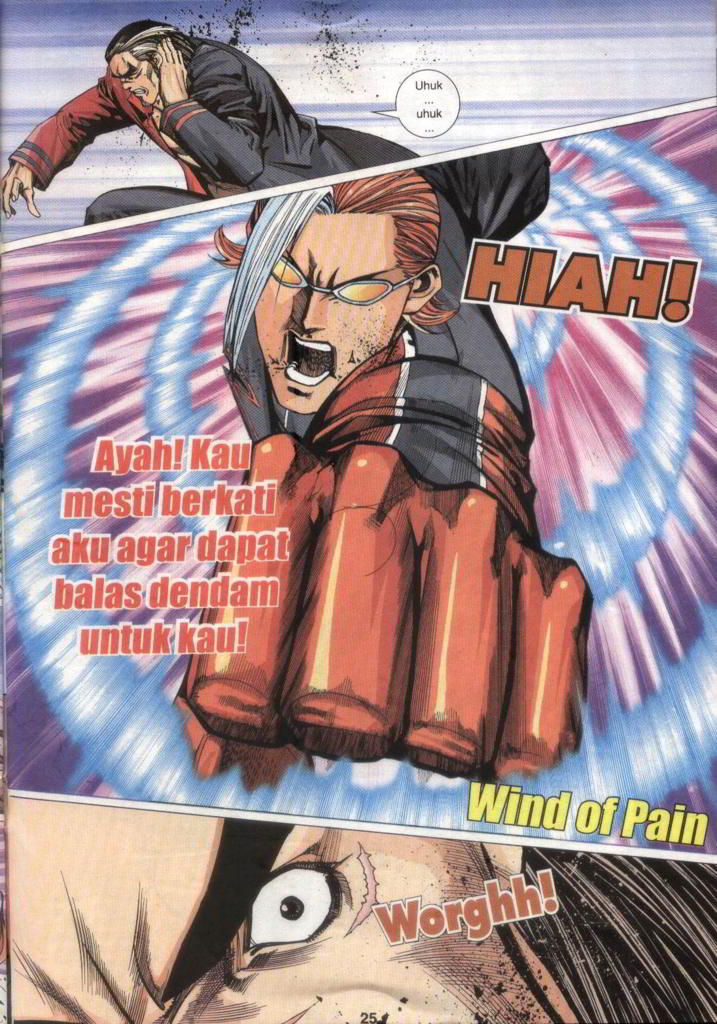 Uhuk
...
uhuk
...
HIAH!
Ayah! Kau
mesti berkati
aku agar dapat
balas dendam
untuk kau!
Wind of Pain
Worghh!
25